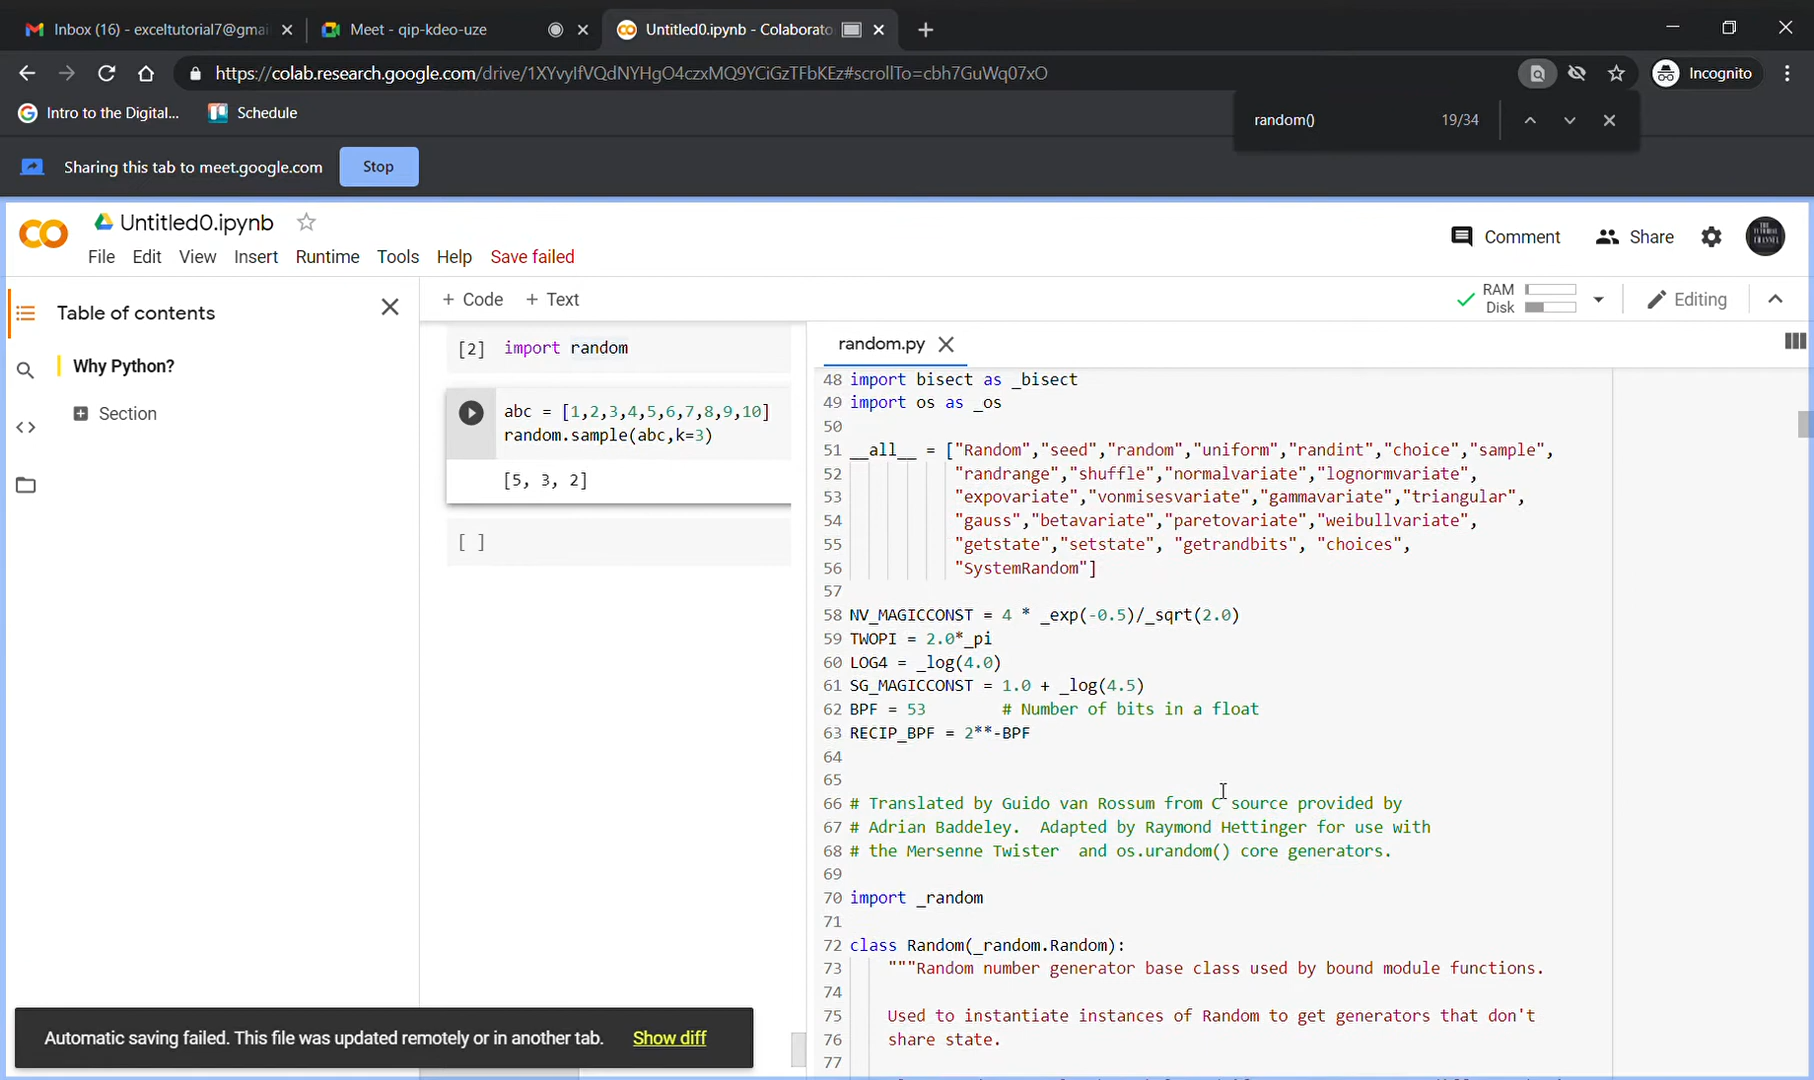 Inbox (16) - exceltutorial7@gmai
Meet - qip-kdeo-uze
Untitled0.ipynb - Colaborato
https://colab.research.google.com/drive/1XYvyIfVQdNYHgO4czxMQ9YCiGzTFbKEz#scrollTo=cbh7GuWq07xO
Incognito
Intro to the Digital...
Schedule
random()
19/34
Sharing this tab to meet.google.com
Stop
Untitled0.ipynb
File Edit View Insert Runtime Tools Help Save failed
Comment
Share
Table of contents
+ Code + Text
RAM
Disk
Editing
Why Python?
Section
[2] import random
abc = [1,2,3,4,5,6,7,8,9,10]
random.sample(abc,k=3)
[5, 3, 2]
[ ]
random.py
48 import bisect as _bisect
49 import os as _os
50
51 __all__ = ["Random","seed","random","uniform","randint","choice","sample",
52 "randrange","shuffle","normalvariate","lognormvariate",
53 "expovariate","vonmisesvariate","gammavariate","triangular",
54 "gauss","betavariate","paretovariate","weibullvariate",
55 "getstate","setstate", "getrandbits", "choices",
56 "SystemRandom"]
57
58 NV_MAGICCONST = 4 * _exp(-0.5)/_sqrt(2.0)
59 TWOPI = 2.0*_pi
60 LOG4 = _log(4.0)
61 SG_MAGICCONST = 1.0 + _log(4.5)
62 BPF = 53 # Number of bits in a float
63 RECIP_BPF = 2**-BPF
64
65
66 # Translated by Guido van Rossum from C source provided by
67 # Adrian Baddeley. Adapted by Raymond Hettinger for use with
68 # the Mersenne Twister and os.urandom() core generators.
69
70 import _random
71
72 class Random(_random.Random):
73 """Random number generator base class used by bound module functions.
74
75 Used to instantiate instances of Random to get generators that don't
76 share state.
77
Automatic saving failed. This file was updated remotely or in another tab. Show diff